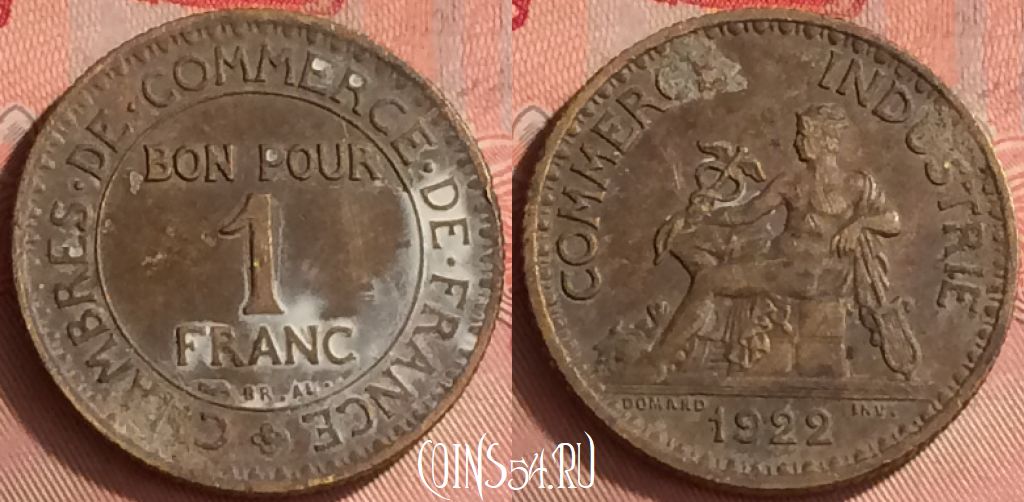 CHAMBRES·DE·COMMERCE·DE·FRANCE
BON POUR
1
FRANC
BR.AL.
COMMERCE INDUSTRIE
DOMARD INV.
1922
COINS54.RU